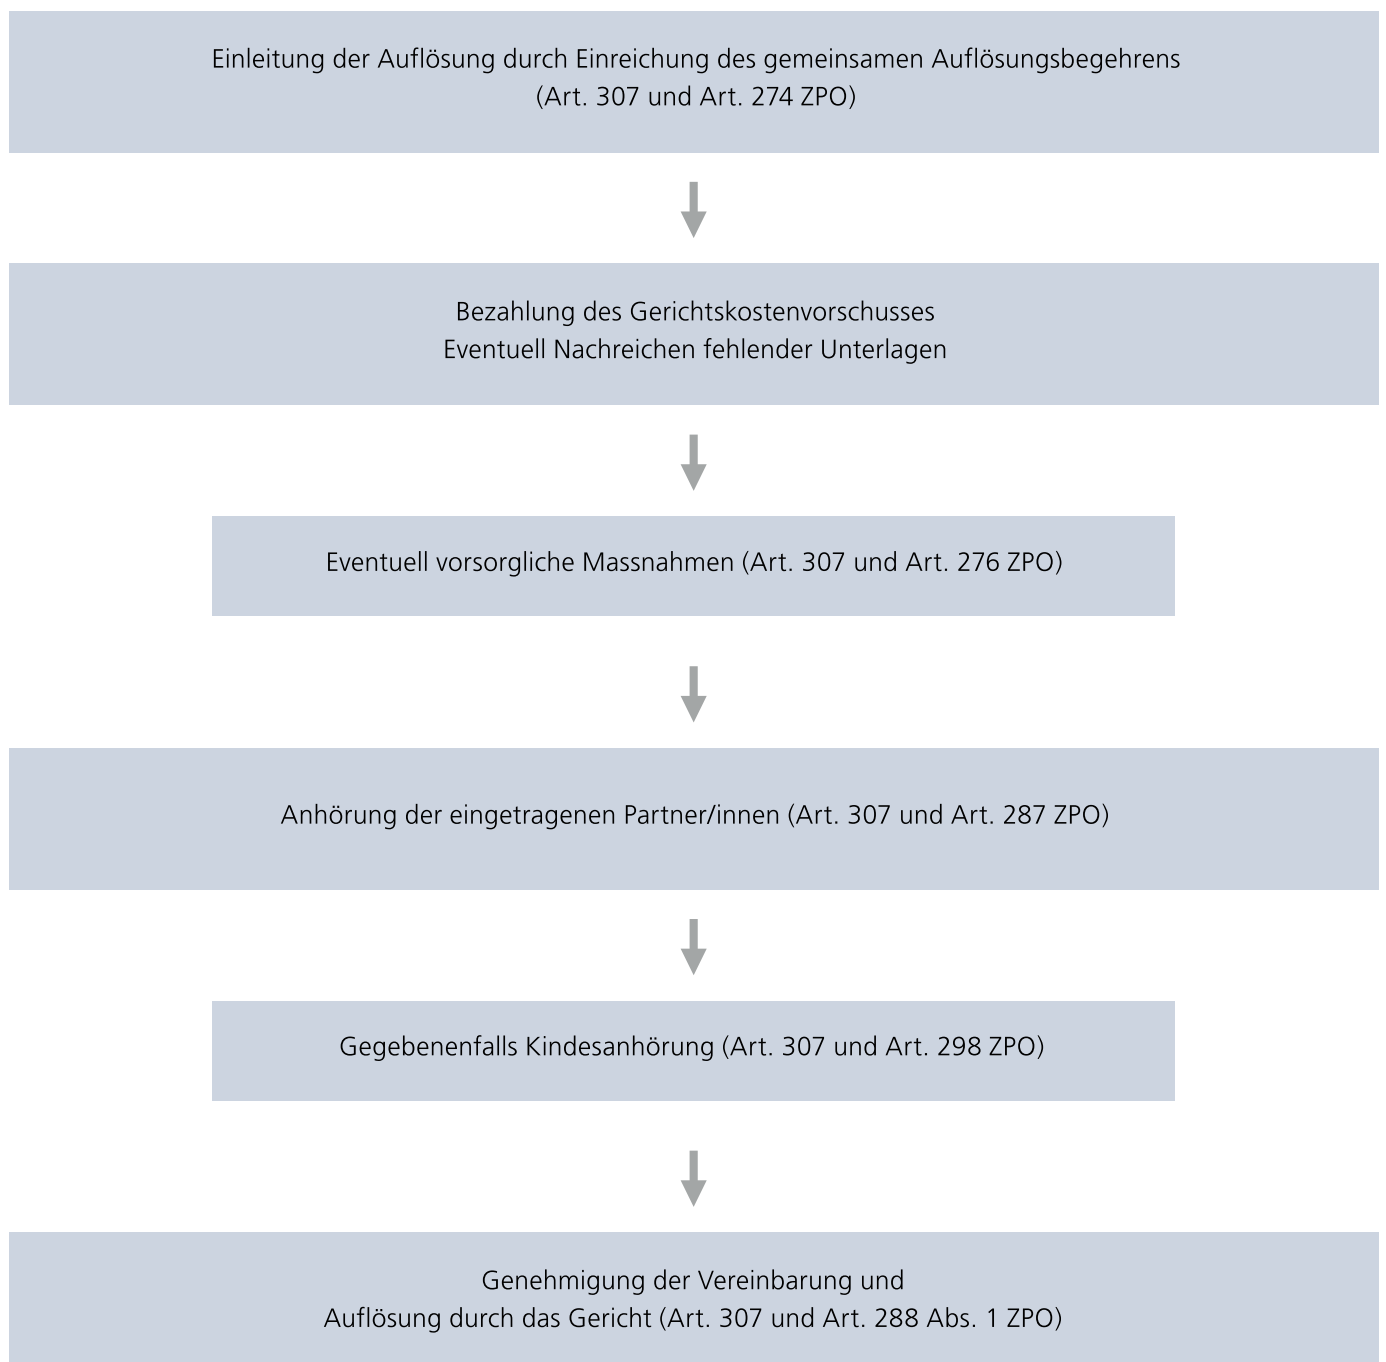 Einleitung der Auflösung durch Einreichung des gemeinsamen Auflösungsbegehrens
(Art. 307 und Art. 274 ZPO)
Bezahlung des Gerichtskostenvorschusses
Eventuell Nachreichen fehlender Unterlagen
Eventuell vorsorgliche Massnahmen (Art. 307 und Art. 276 ZPO)
Anhörung der eingetragenen Partner/innen (Art. 307 und Art. 287 ZPO)
Gegebenenfalls Kindesanhörung (Art. 307 und Art. 298 ZPO)
Genehmigung der Vereinbarung und
Auflösung durch das Gericht (Art. 307 und Art. 288 Abs. 1 ZPO)